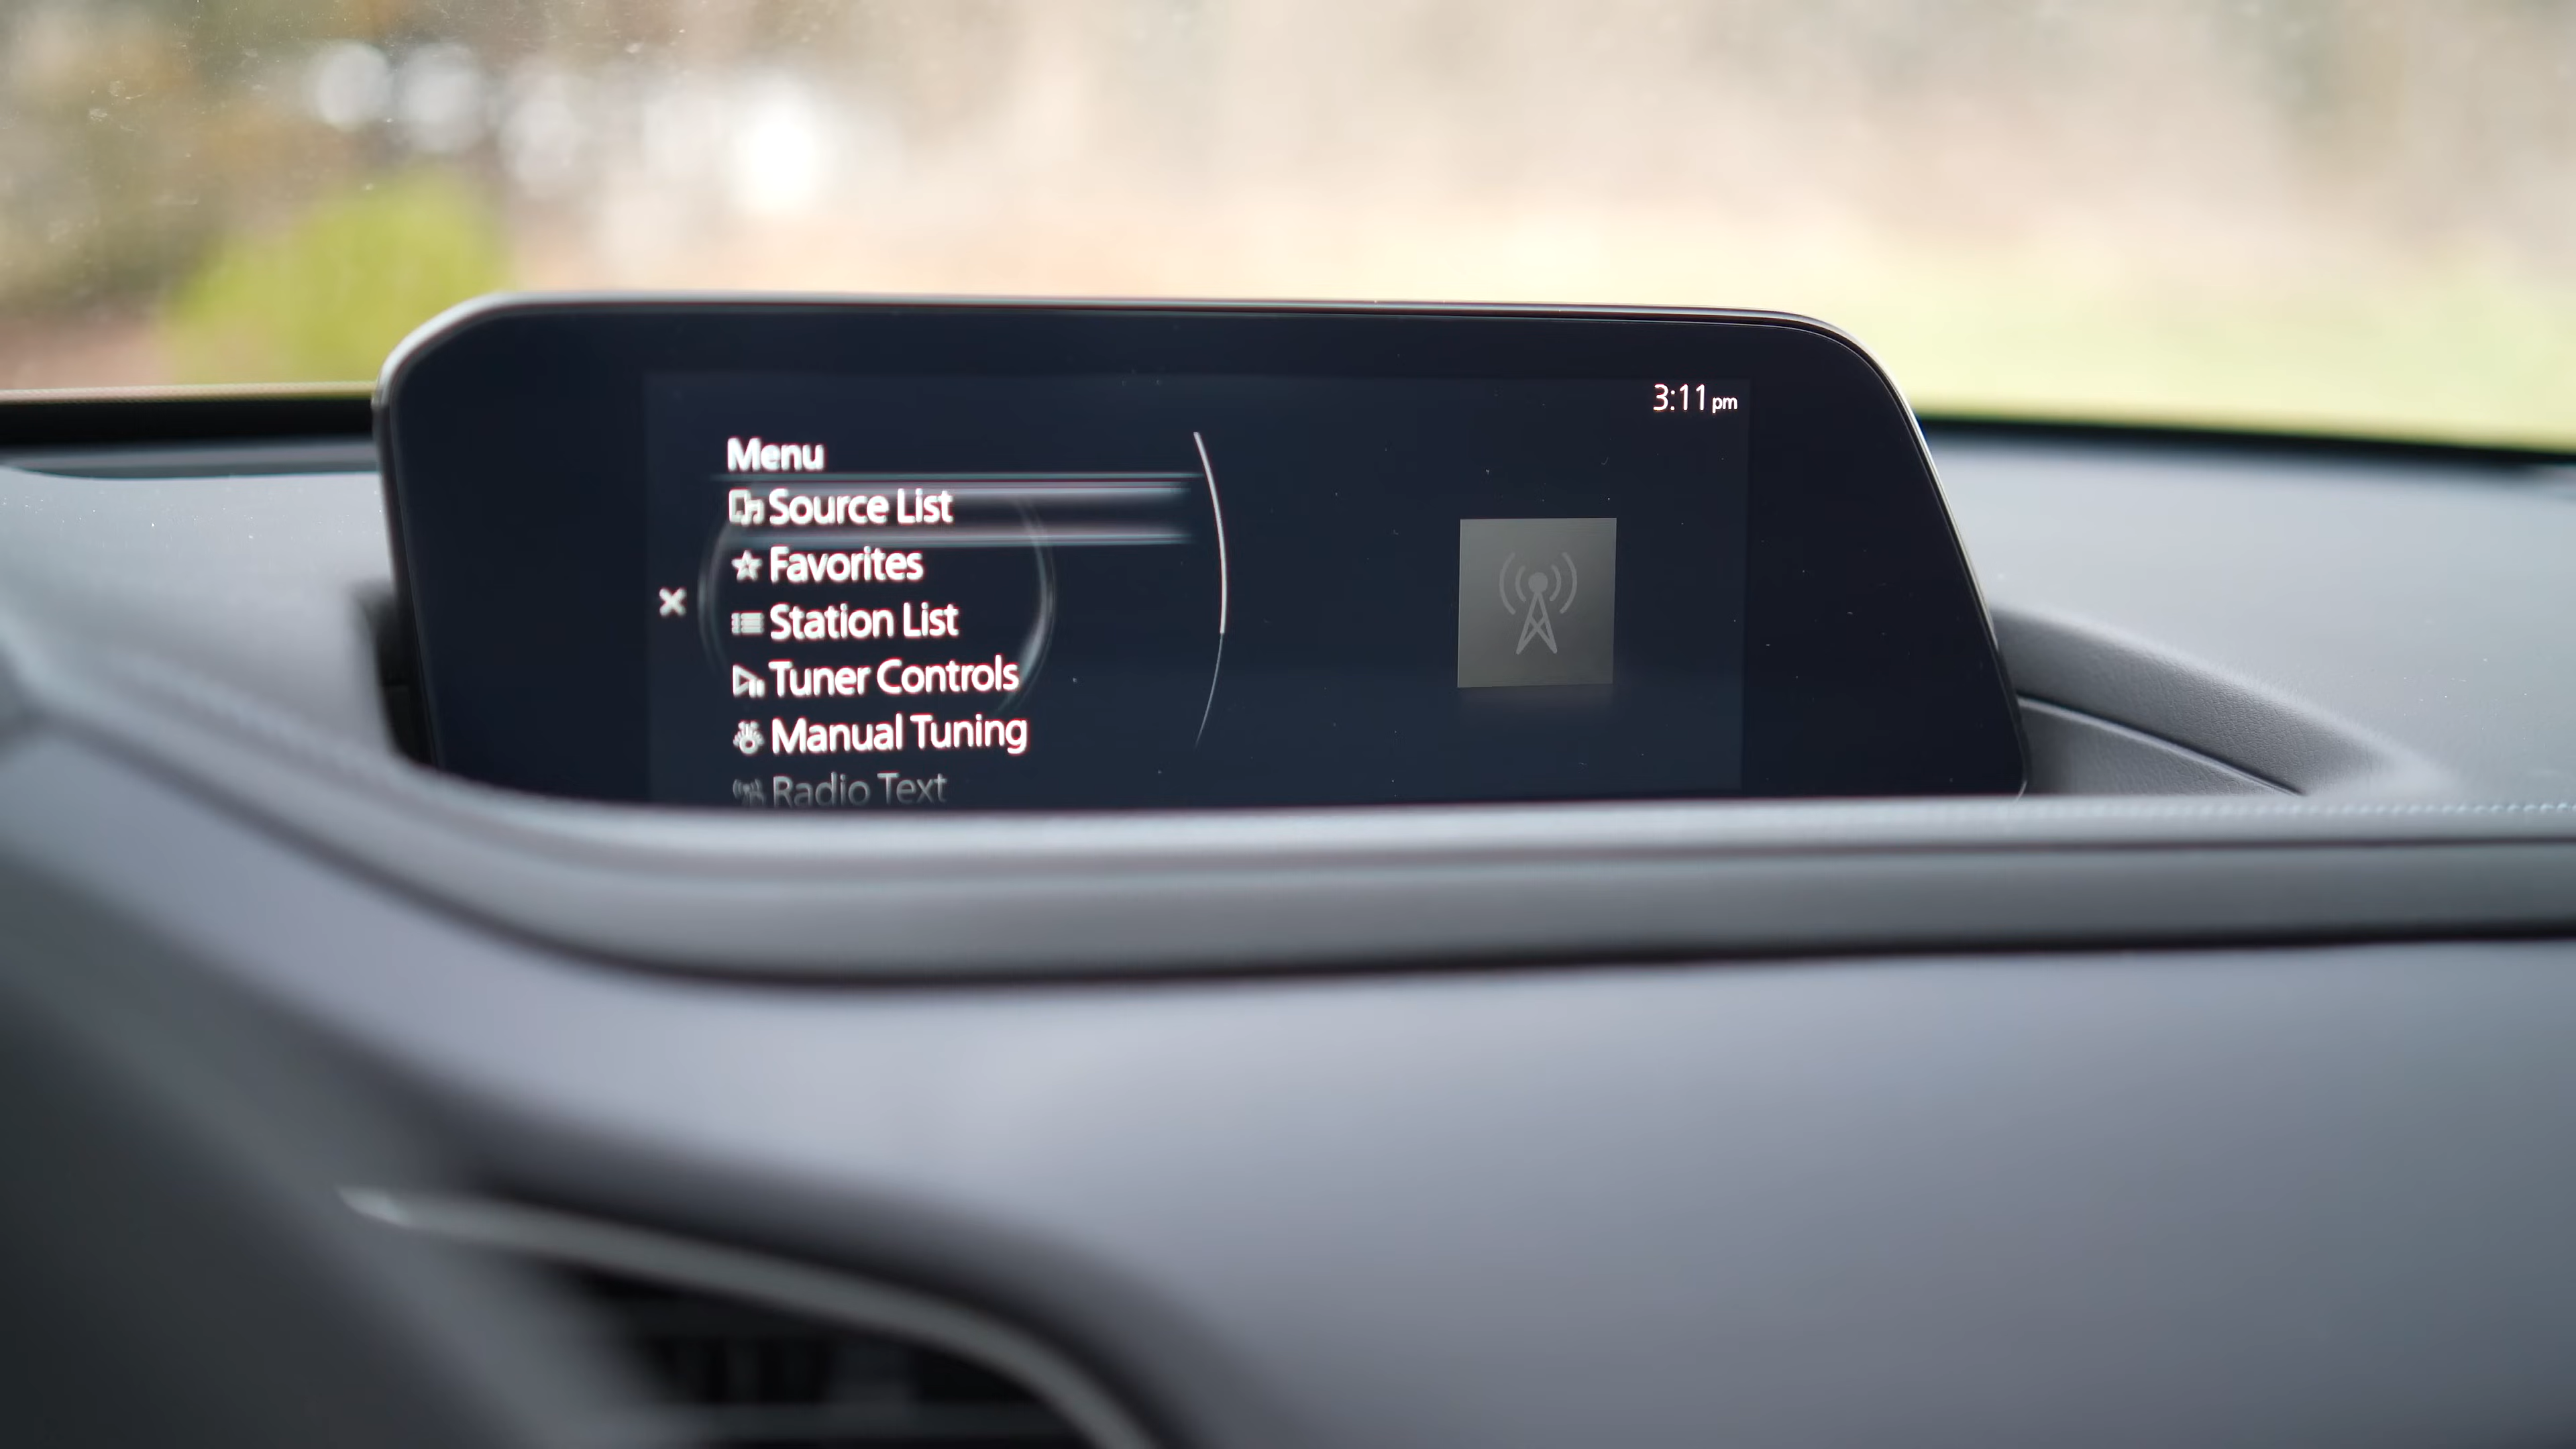 3:11 pm
Menu
Source List
Favorites
Station List
Tuner Controls
Manual Tuning
Radio Text